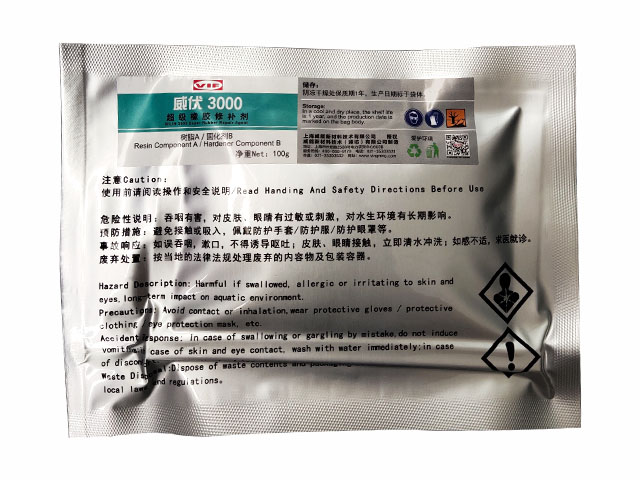 VIE
威伏 3000
超级橡胶修补剂
树脂A / 固化剂B
Resin Component A / Hardener Component B
净重Net: 100g
储存：
阴凉干燥处保质期1年，生产日期标于袋体。
Storage:
In a cool and dry place, the shelf life
is 1 year, and the production date is
marked on the bag body.
爱护环境
注意Caution:
使用前请阅读操作和安全说明/Read Handing And Safety Directions Before Use
危险性说明：吞咽有害，对皮肤、眼睛有过敏或刺激，对水生环境有长期影响。
预防措施：避免接触或吸入，佩戴防护手套/防护服/防护眼罩等。
事故响应：如误吞咽，漱口，不得诱导呕吐；皮肤、眼睛接触，立即清水冲洗；如感不适，求医就诊。
废弃处置：按当地的法律法规处理废弃的内容物及包装容器。
Hazard Description: Harmful if swallowed, allergic or irritating to skin and
eyes, long-term impact on aquatic environment.
Precautions: Avoid contact or inhalation, wear protective gloves / protective
clothing /eye protection mask, etc.
Accident response: In case of swallowing or gargling by mistake, do not induce
case of skin and eye contact, wash with water immediately; in case
of
Waste Dispose of waste contents and
local laws and regulations.